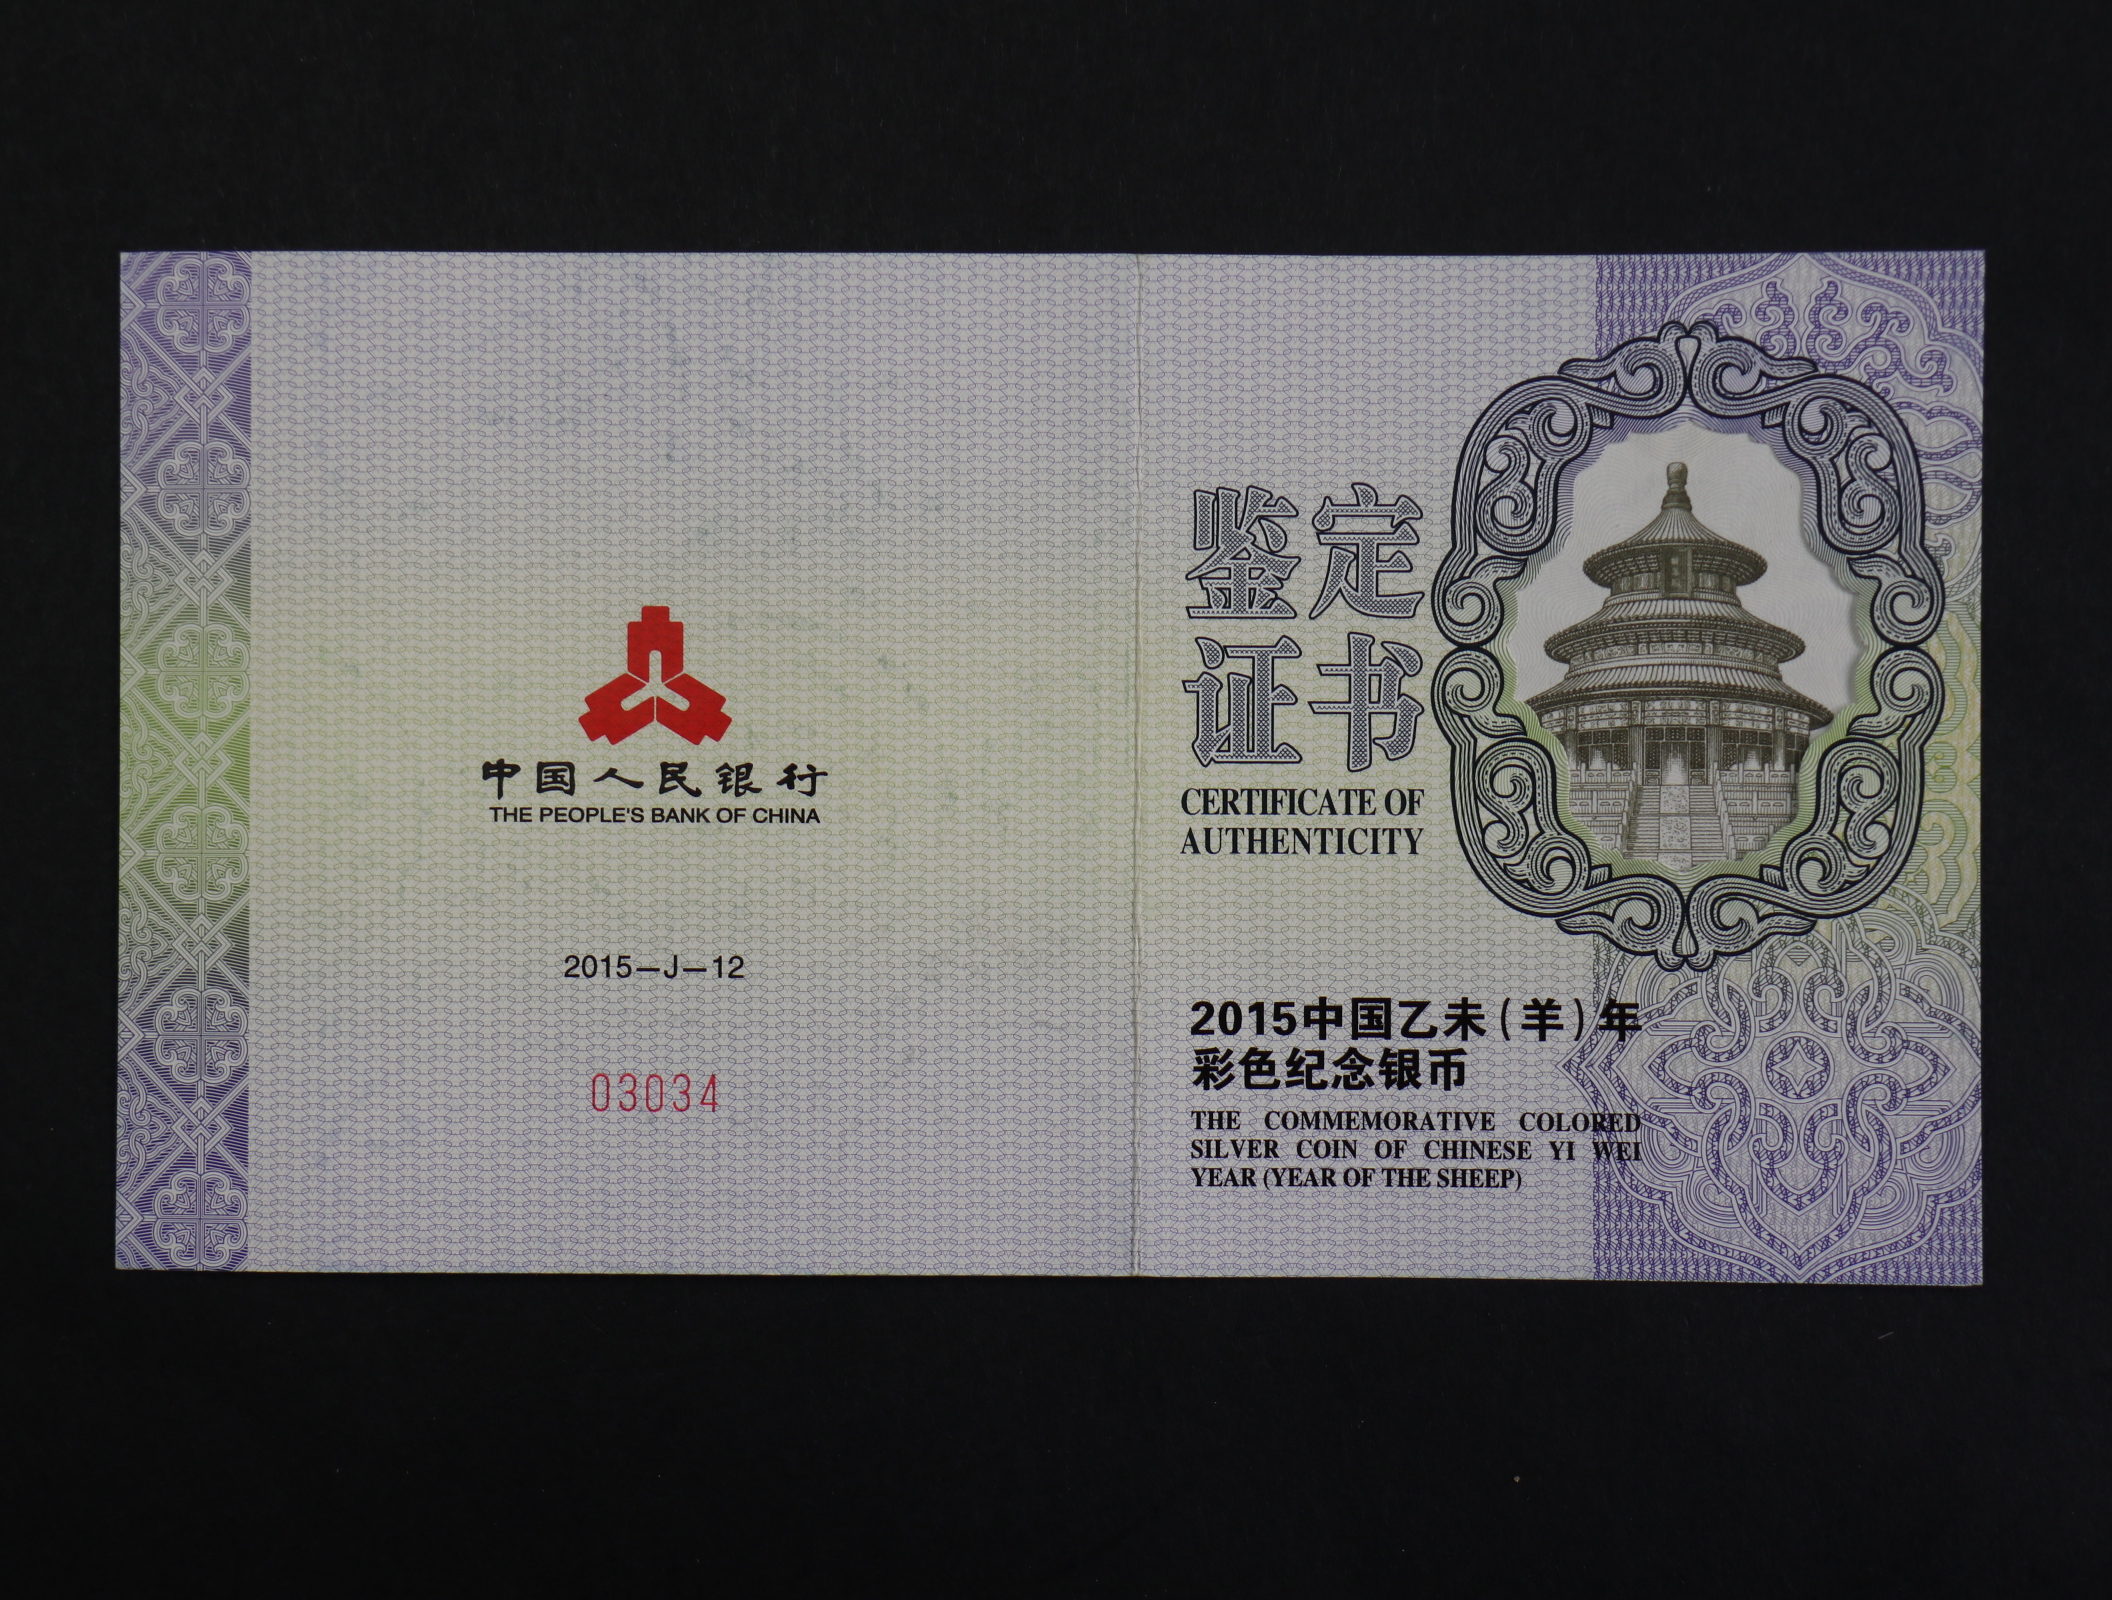 中国人民银行
THE PEOPLE'S BANK OF CHINA
2015—J—12
03034
鉴定
证书
CERTIFICATE OF
AUTHENTICITY
2015中国乙未(羊)年
彩色纪念银币
THE COMMEMORATIVE COLORED
SILVER COIN OF CHINESE YI WEI
YEAR (YEAR OF THE SHEEP)